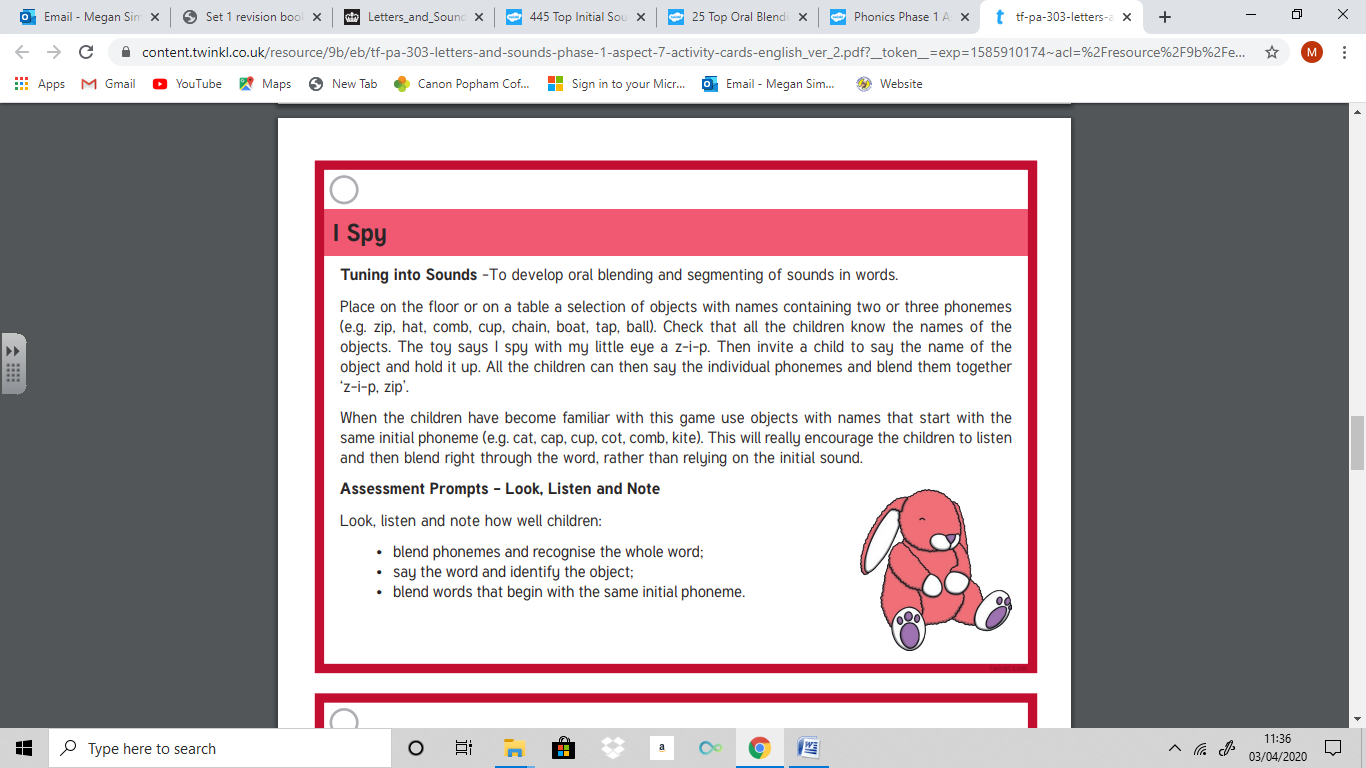 Email - Megan Sim
Set 1 revision boo
Letters_and_Sound
445 Top Initial Sou
25 Top Oral Blendi
Phonics Phase 1 A
tf-pa-303-letters-a
content.twinkl.co.uk/resource/9b/eb/tf-pa-303-letters-and-sounds-phase-1-aspect-7-activity-cards-english_ver_2.pdf?__token__=exp=1585910174~acl=%2Fresource%2F9b%2Fe...
M
Apps
Gmail
YouTube
Maps
New Tab
Canon Popham Cof...
Sign in to your Micr...
Email - Megan Sim...
Website
I Spy
Tuning into Sounds -To develop oral blending and segmenting of sounds in words.
Place on the floor or on a table a selection of objects with names containing two or three phonemes
(e.g. zip, hat, comb, cup, chain, boat, tap, ball). Check that all the children know the names of the
objects. The toy says I spy with my little eye a z-i-p. Then invite a child to say the name of the
object and hold it up. All the children can then say the individual phonemes and blend them together
‘z-i-p, zip’.
When the children have become familiar with this game use objects with names that start with the
same initial phoneme (e.g. cat, cap, cup, cot, comb, kite). This will really encourage the children to listen
and then blend right through the word, rather than relying on the initial sound.
Assessment Prompts – Look, Listen and Note
Look, listen and note how well children:
• blend phonemes and recognise the whole word;
• say the word and identify the object;
• blend words that begin with the same initial phoneme.
Type here to search
a
11:36
03/04/2020